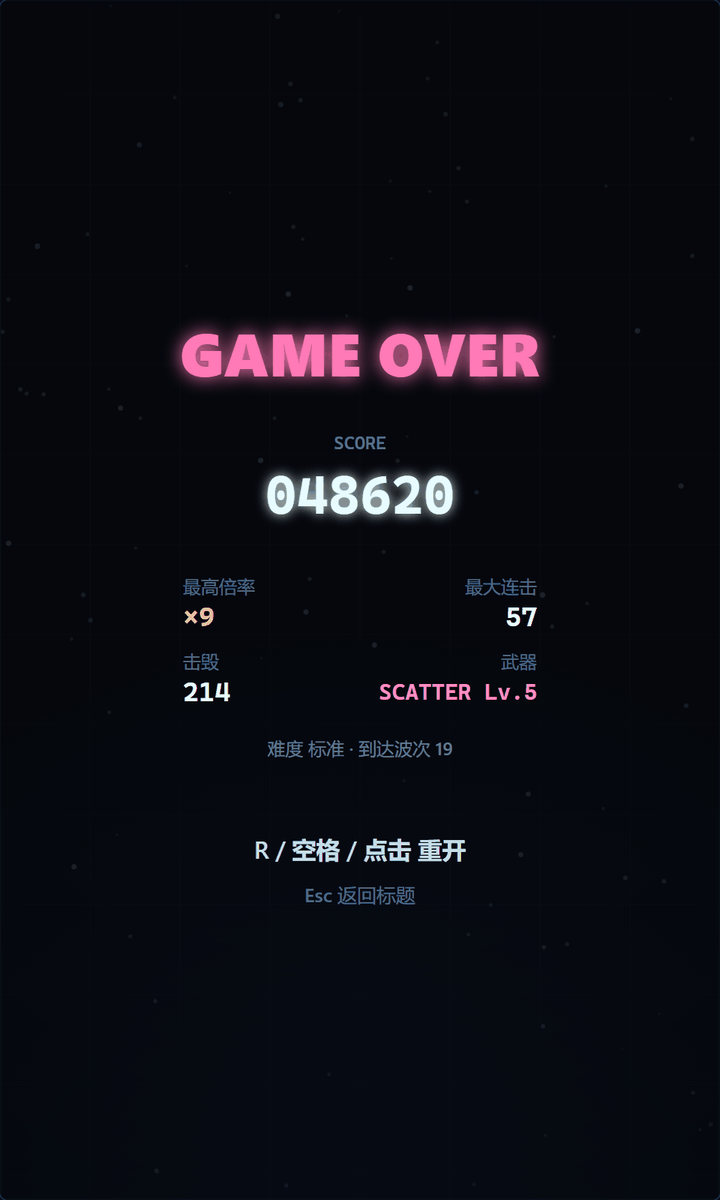 GAME OVER
SCORE
048620
最高倍率 最大连击
×9 57
击毁 武器
214 SCATTER Lv.5
难度 标准 · 到达波次 19
R / 空格 / 点击 重开
Esc 返回标题